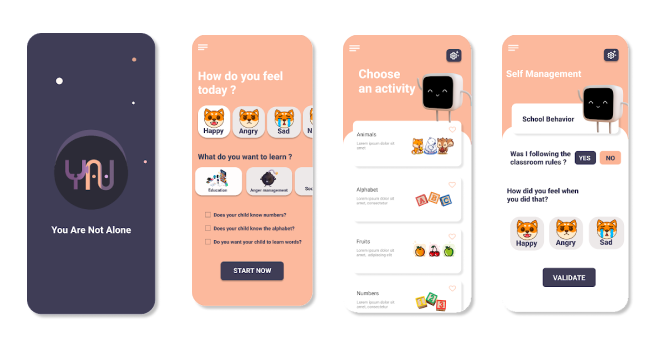 YANU
You Are Not Alone
How do you feel
today ?
Happy
Angry
Sad
N
What do you want to learn ?
Education
Anger management
Soc
Does your child know numbers?
Does your child know the alphabet?
Do you want your child to learn words?
START NOW
Choose
an activity
Animals
Lorem ipsum dolor sit
amet
Alphabet
Lorem ipsum dolor sit
amet, consectetur
Fruits
Lorem ipsum dolor sit
amet, adipiscing elit
Numbers
Lorem ipsum dolor sit
amet, consectetur
Self Management
School Behavior
Was I following the
classroom rules ?
YES
NO
How did you feel when
you did that?
Happy
Angry
Sad
VALIDATE